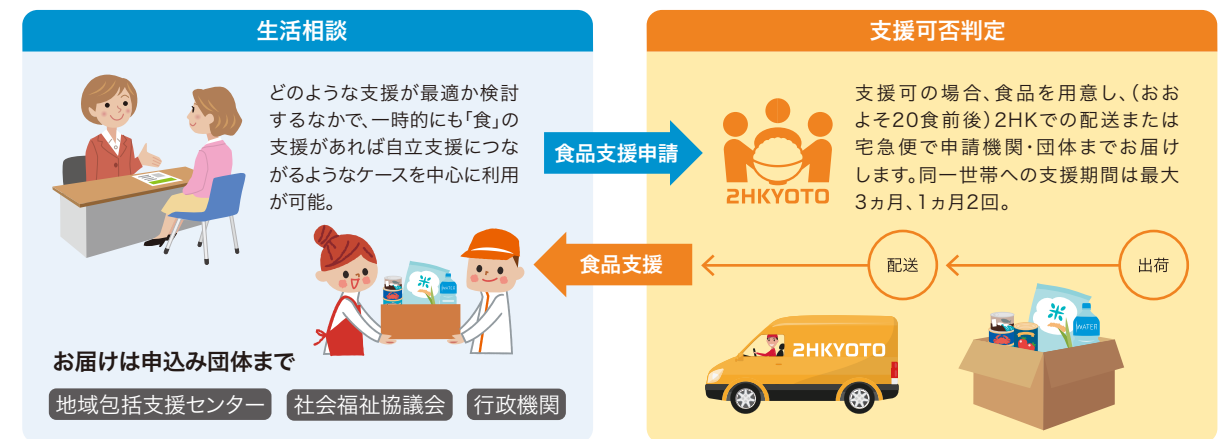 生活相談
どのような支援が最適か検討
するなかで、一時的にも「食」の
支援があれば自立支援につな
がるようなケースを中心に利用
が可能。
お届けは申込み団体まで
地域包括支援センター
社会福祉協議会
行政機関
米
WATER
食品支援申請
食品支援
支援可否判定
2HKYOTO
支援可の場合、食品を用意し、(おお
よそ20食前後)2HKでの配送または
宅急便で申請機関・団体までお届け
します。同一世帯への支援期間は最大
3ヵ月、1ヵ月2回。
配送
出荷
2HKYOTO
米
WATER